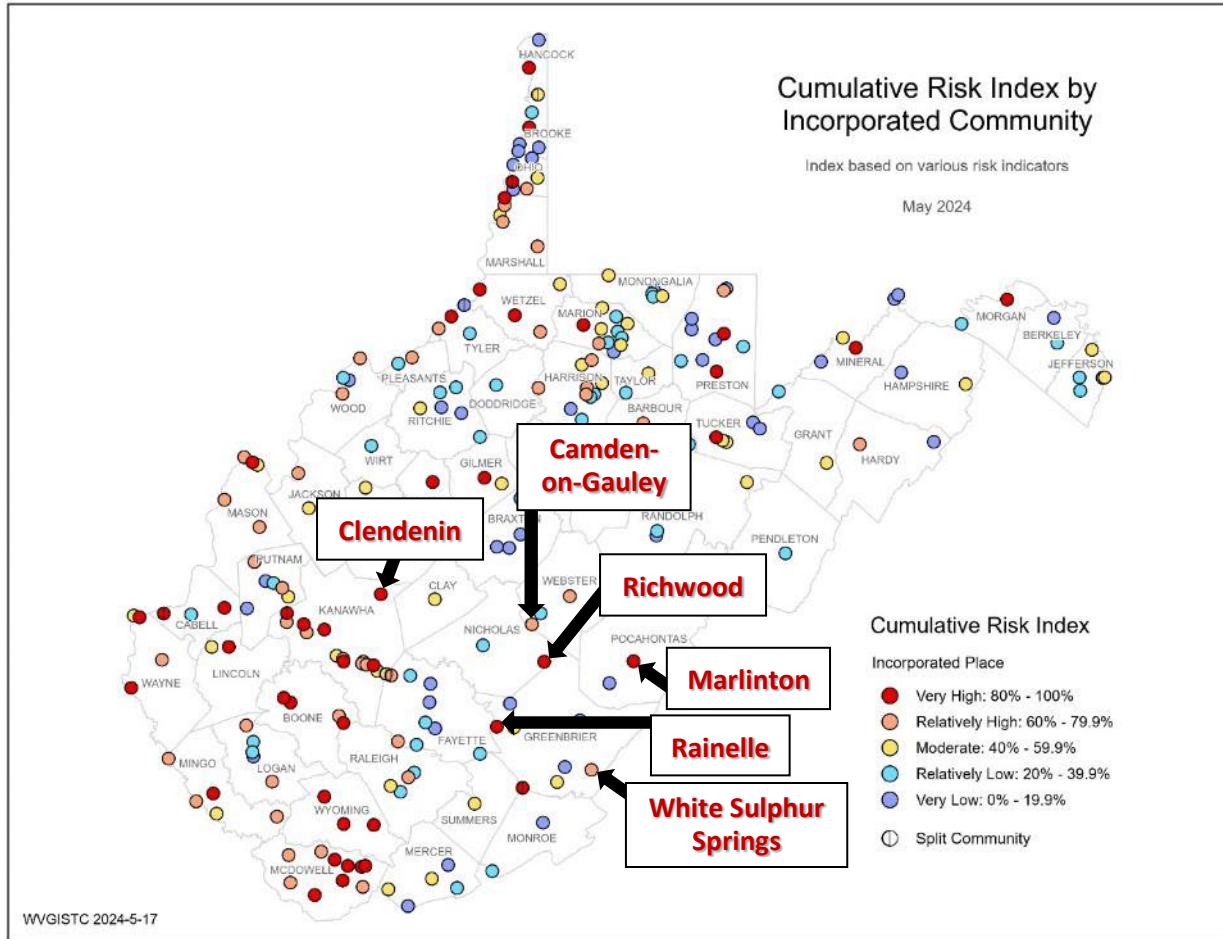 Cumulative Risk Index by
Incorporated Community
Index based on various risk indicators
May 2024
HANCOCK
BROOKE
OHIO
MARSHALL
WETZEL
MONONGALIA
MARION
MORGAN
BERKELEY
JEFFERSON
TYLER
PLEASANTS
HARRISON
TAYLOR
PRESTON
MINERAL
HAMPSHIRE
DODDRIDGE
WOOD
RITCHIE
BARBOUR
TUCKER
GRANT
HARDY
WIRT
GILMER
JACKSON
MASON
BRAXTON
RANDOLPH
PENDLETON
Camden-
on-Gauley
Clendenin
PUTNAM
CLAY
WEBSTER
Richwood
KANAWHA
CABELL
NICHOLAS
POCAHONTAS
LINCOLN
WAYNE
Marlinton
BOONE
FAYETTE
GREENBRIER
Rainelle
RALEIGH
MINGO
LOGAN
WYOMING
SUMMERS
MONROE
White Sulphur
Springs
MERCER
MCDOWELL
Cumulative Risk Index
Incorporated Place
Very High: 80% - 100%
Relatively High: 60% - 79.9%
Moderate: 40% - 59.9%
Relatively Low: 20% - 39.9%
Very Low: 0% - 19.9%
Split Community
WVGISTC 2024-5-17